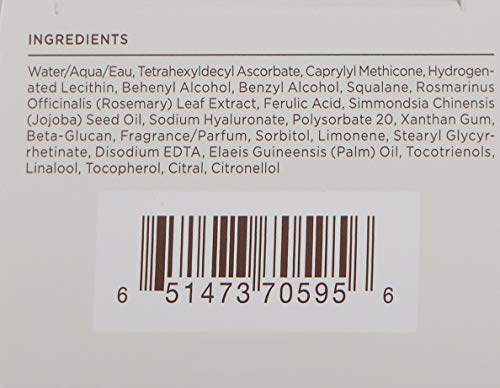 INGREDIENTS
Water/Aqua/Eau, Tetrahexyldecyl Ascorbate, Caprylyl Methicone, Hydrogen-
ated Lecithin, Behenyl Alcohol, Benzyl Alcohol, Squalane, Rosmarinus
Officinalis (Rosemary) Leaf Extract, Ferulic Acid, Simmondsia Chinensis
(Jojoba) Seed Oil, Sodium Hyaluronate, Polysorbate 20, Xanthan Gum,
Beta-Glucan, Fragrance/Parfum, Sorbitol, Limonene, Stearyl Glycyr-
rhetinate, Disodium EDTA, Elaeis Guineensis (Palm) Oil, Tocotrienols,
Linalool, Tocopherol, Citral, Citronellol
6 51473 70595 6